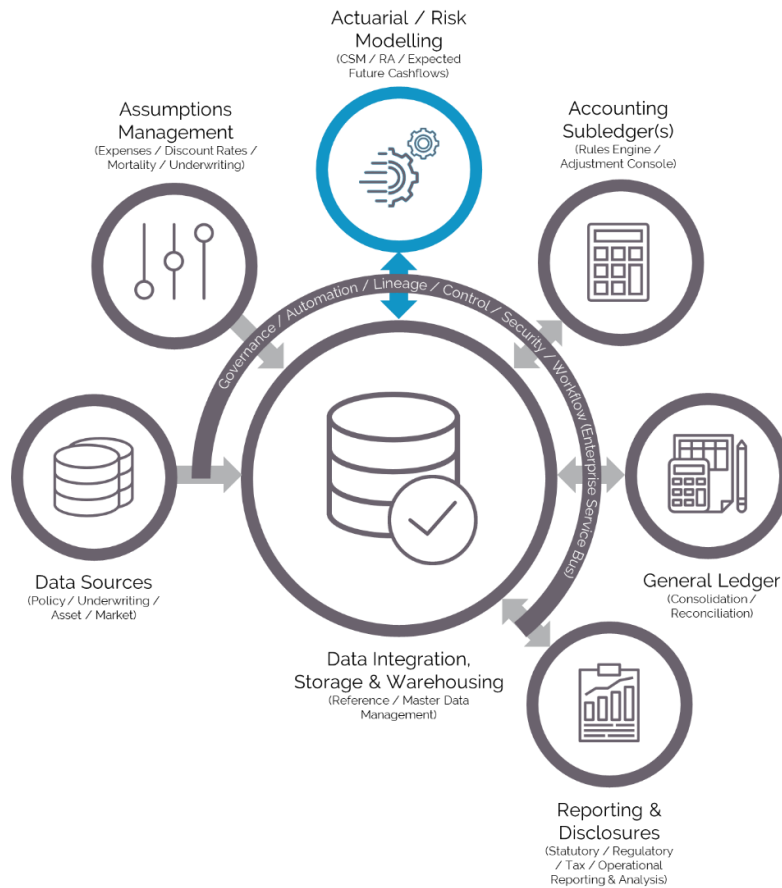 Actuarial / Risk
Modelling
(CSM / RA / Expected
Future Cashflows)
Assumptions
Management
(Expenses / Discount Rates /
Mortality / Underwriting)
Accounting
Subledger(s)
(Rules Engine /
Adjustment Console)
Governance / Automation / Lineage / Control / Security / Workflow (Enterprise Service Bus)
Data Sources
(Policy / Underwriting /
Asset / Market)
General Ledger
(Consolidation /
Reconciliation)
Data Integration,
Storage & Warehousing
(Reference / Master Data
Management)
Reporting &
Disclosures
(Statutory / Regulatory
/ Tax / Operational
Reporting & Analysis)